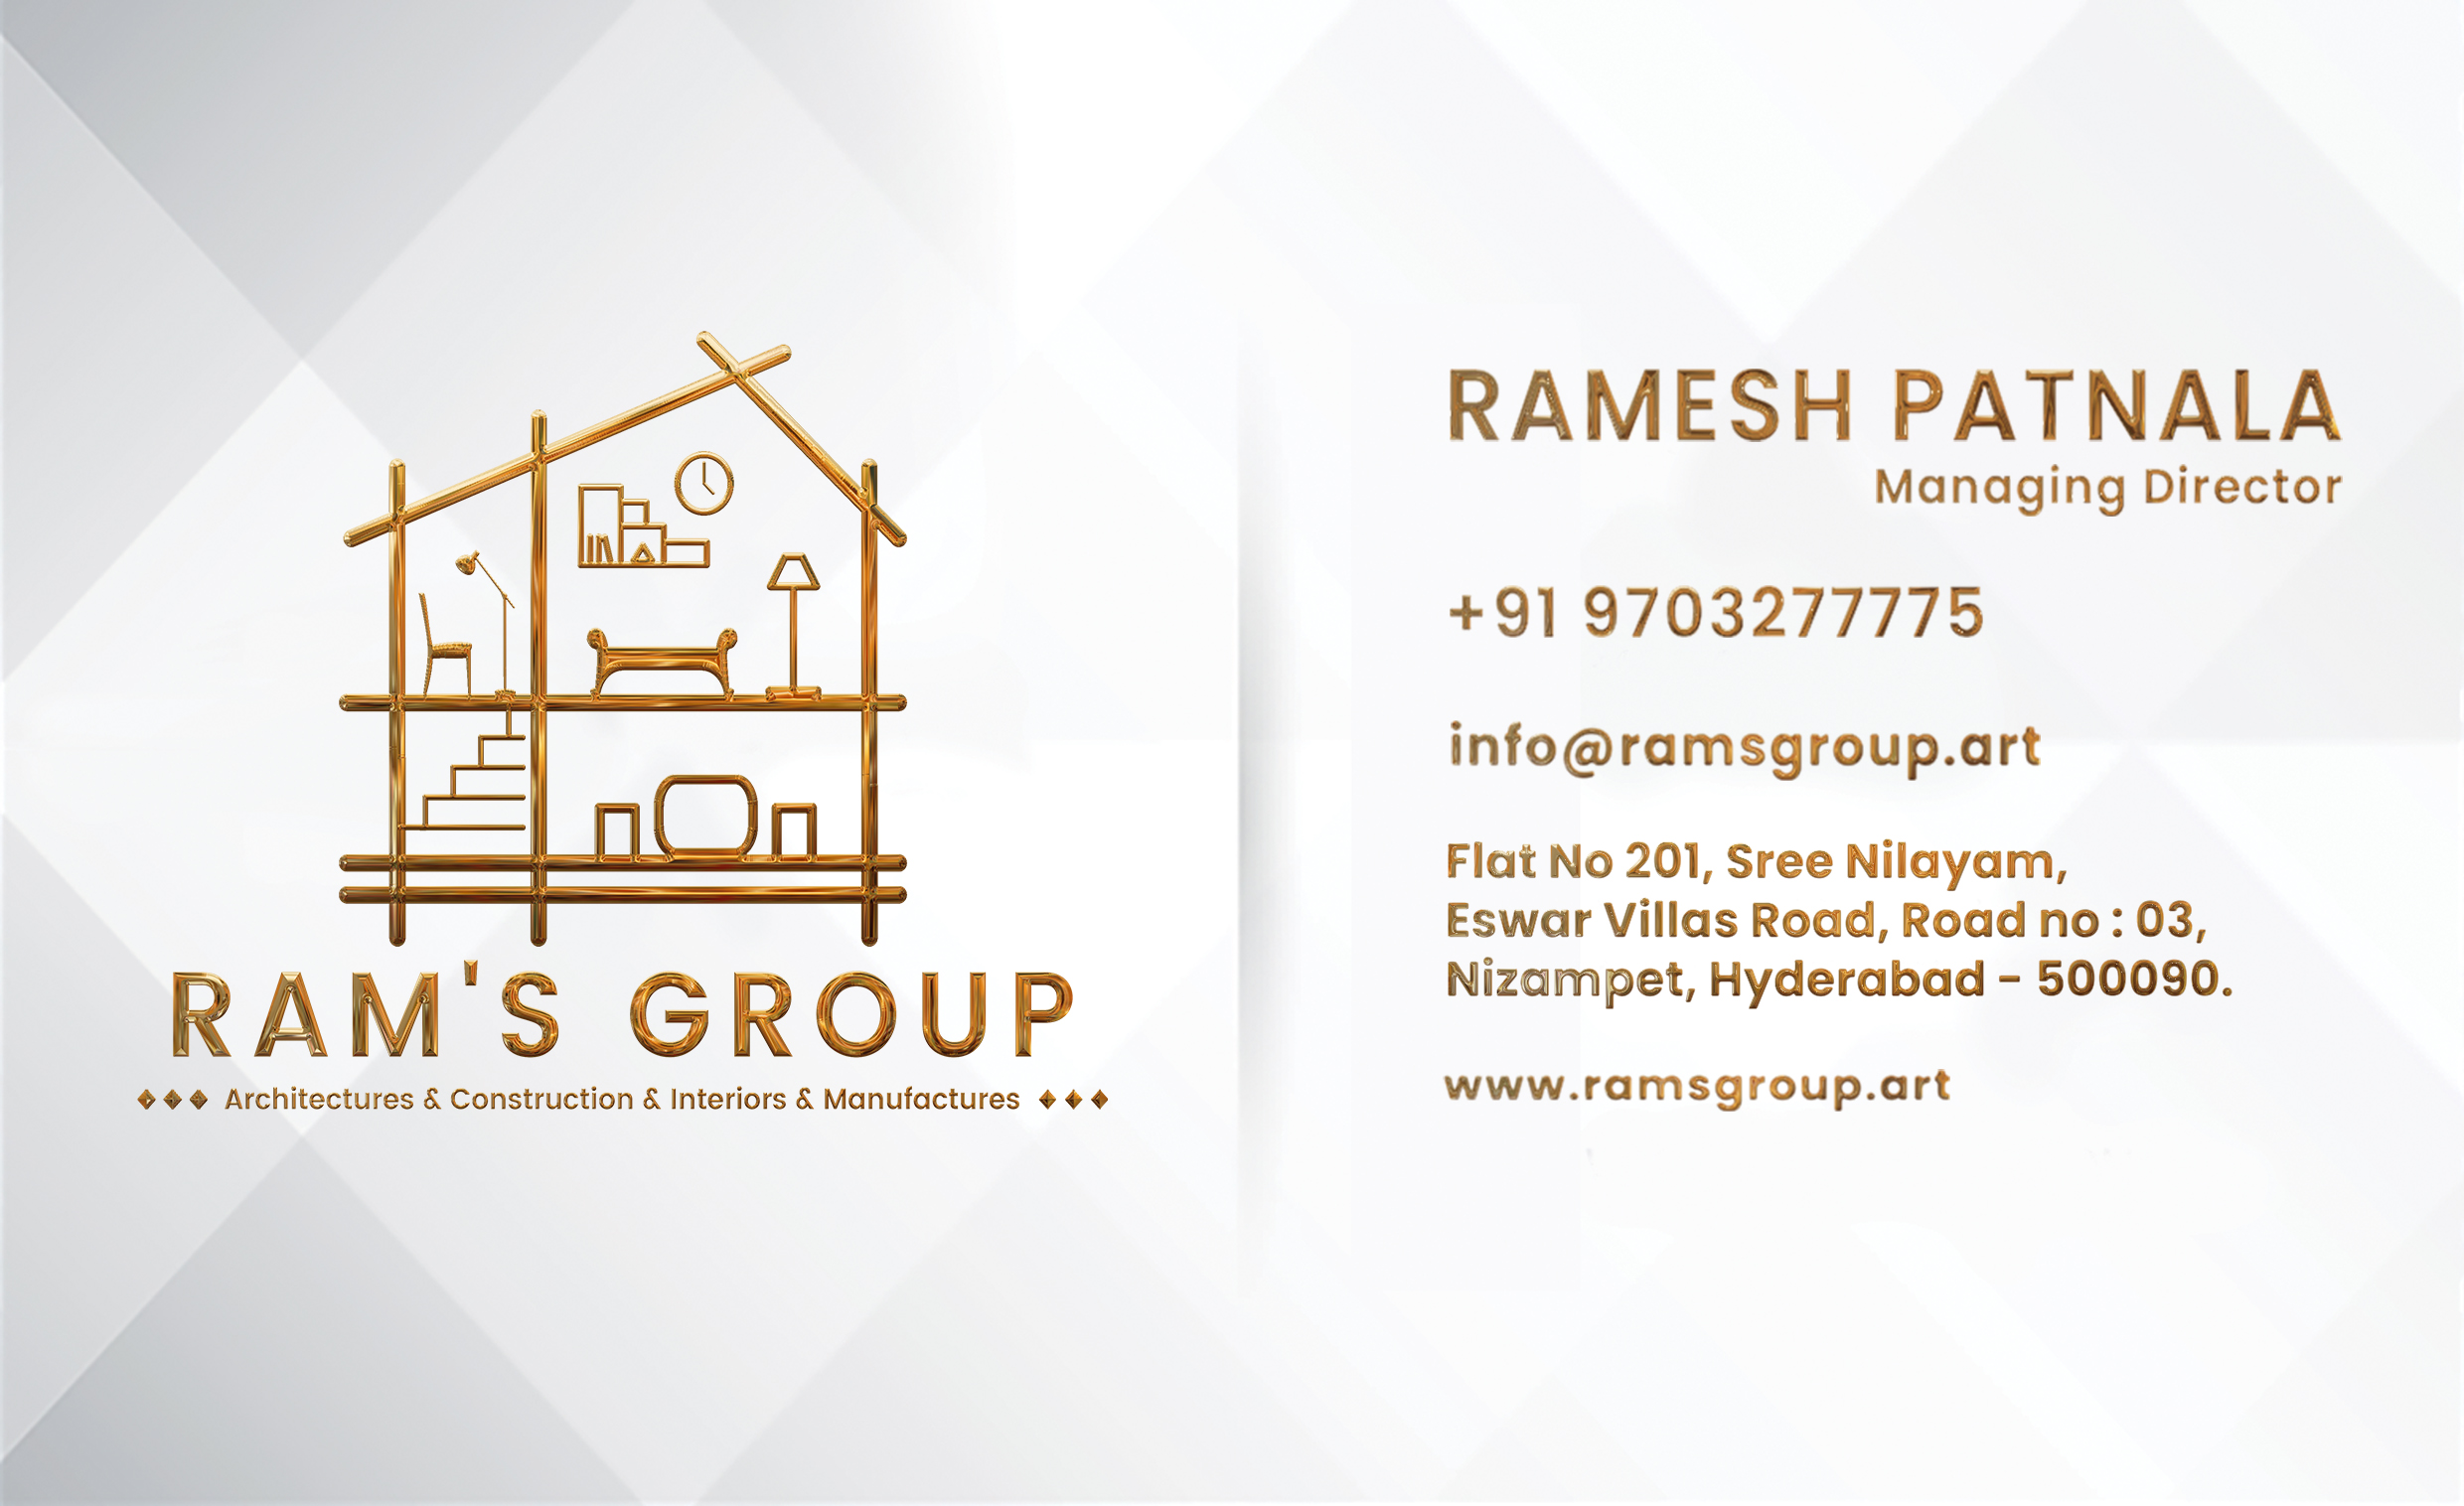 RAM'S GROUP
Architectures & Construction & Interiors & Manufactures
RAMESH PATNALA
Managing Director
+91 9703277775
info@ramsgroup.art
Flat No 201, Sree Nilayam,
Eswar Villas Road, Road no : 03,
Nizampet, Hyderabad - 500090.
www.ramsgroup.art